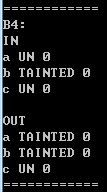 =============
B4:
IN
a UN 0
b TAINTED 0
c UN 0

OUT
a TAINTED 0
b TAINTED 0
c UN 0
=============